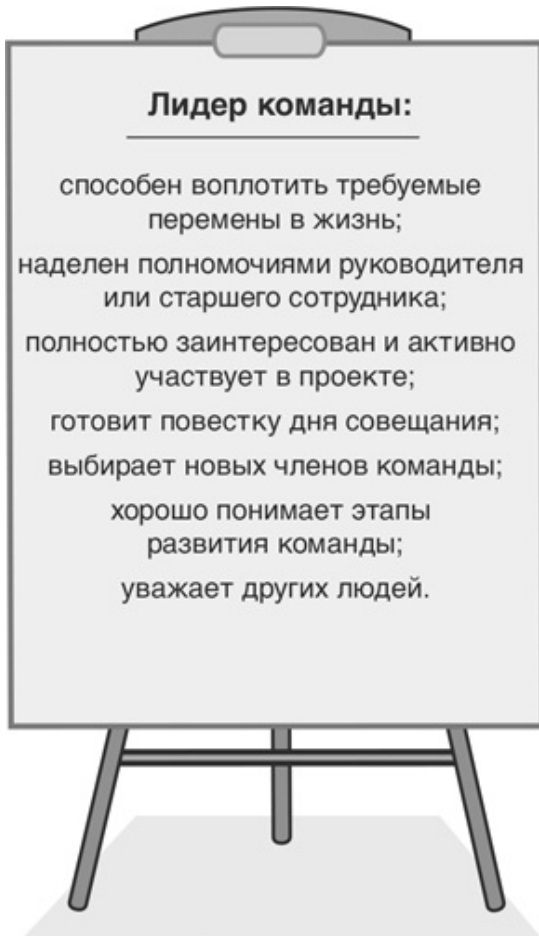 Лидер команды:
способен воплотить требуемые
перемены в жизнь;
наделен полномочиями руководителя
или старшего сотрудника;
полностью заинтересован и активно
участвует в проекте;
готовит повестку дня совещания;
выбирает новых членов команды;
хорошо понимает этапы
развития команды;
уважает других людей.